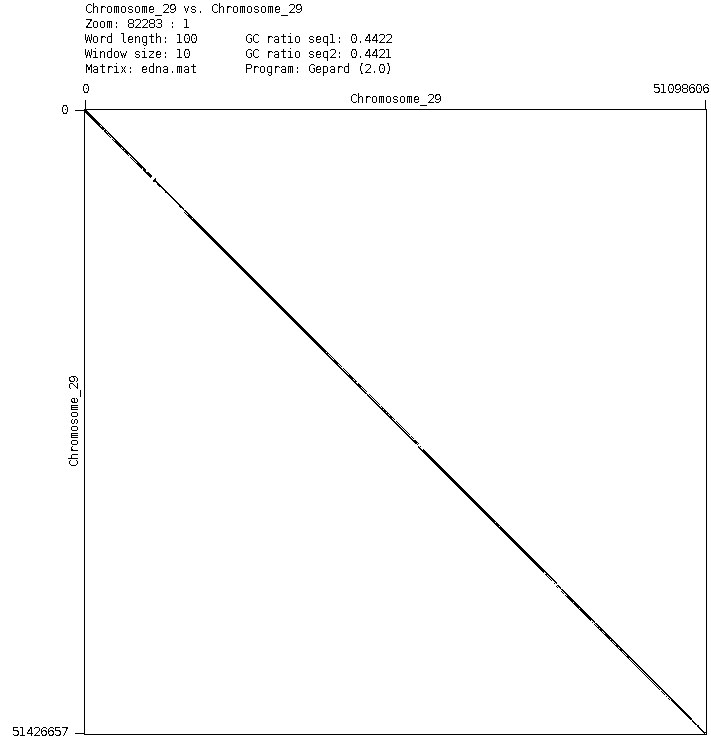 Chromosome_29 vs. Chromosome_29
Zoom: 82283 : 1
Word length: 100 GC ratio seq1: 0.4422
Window size: 10 GC ratio seq2: 0.4421
Matrix: edna.mat Program: Gepard (2.0)
0 51098606
Chromosome_29
0
Chromosome_29
51426657